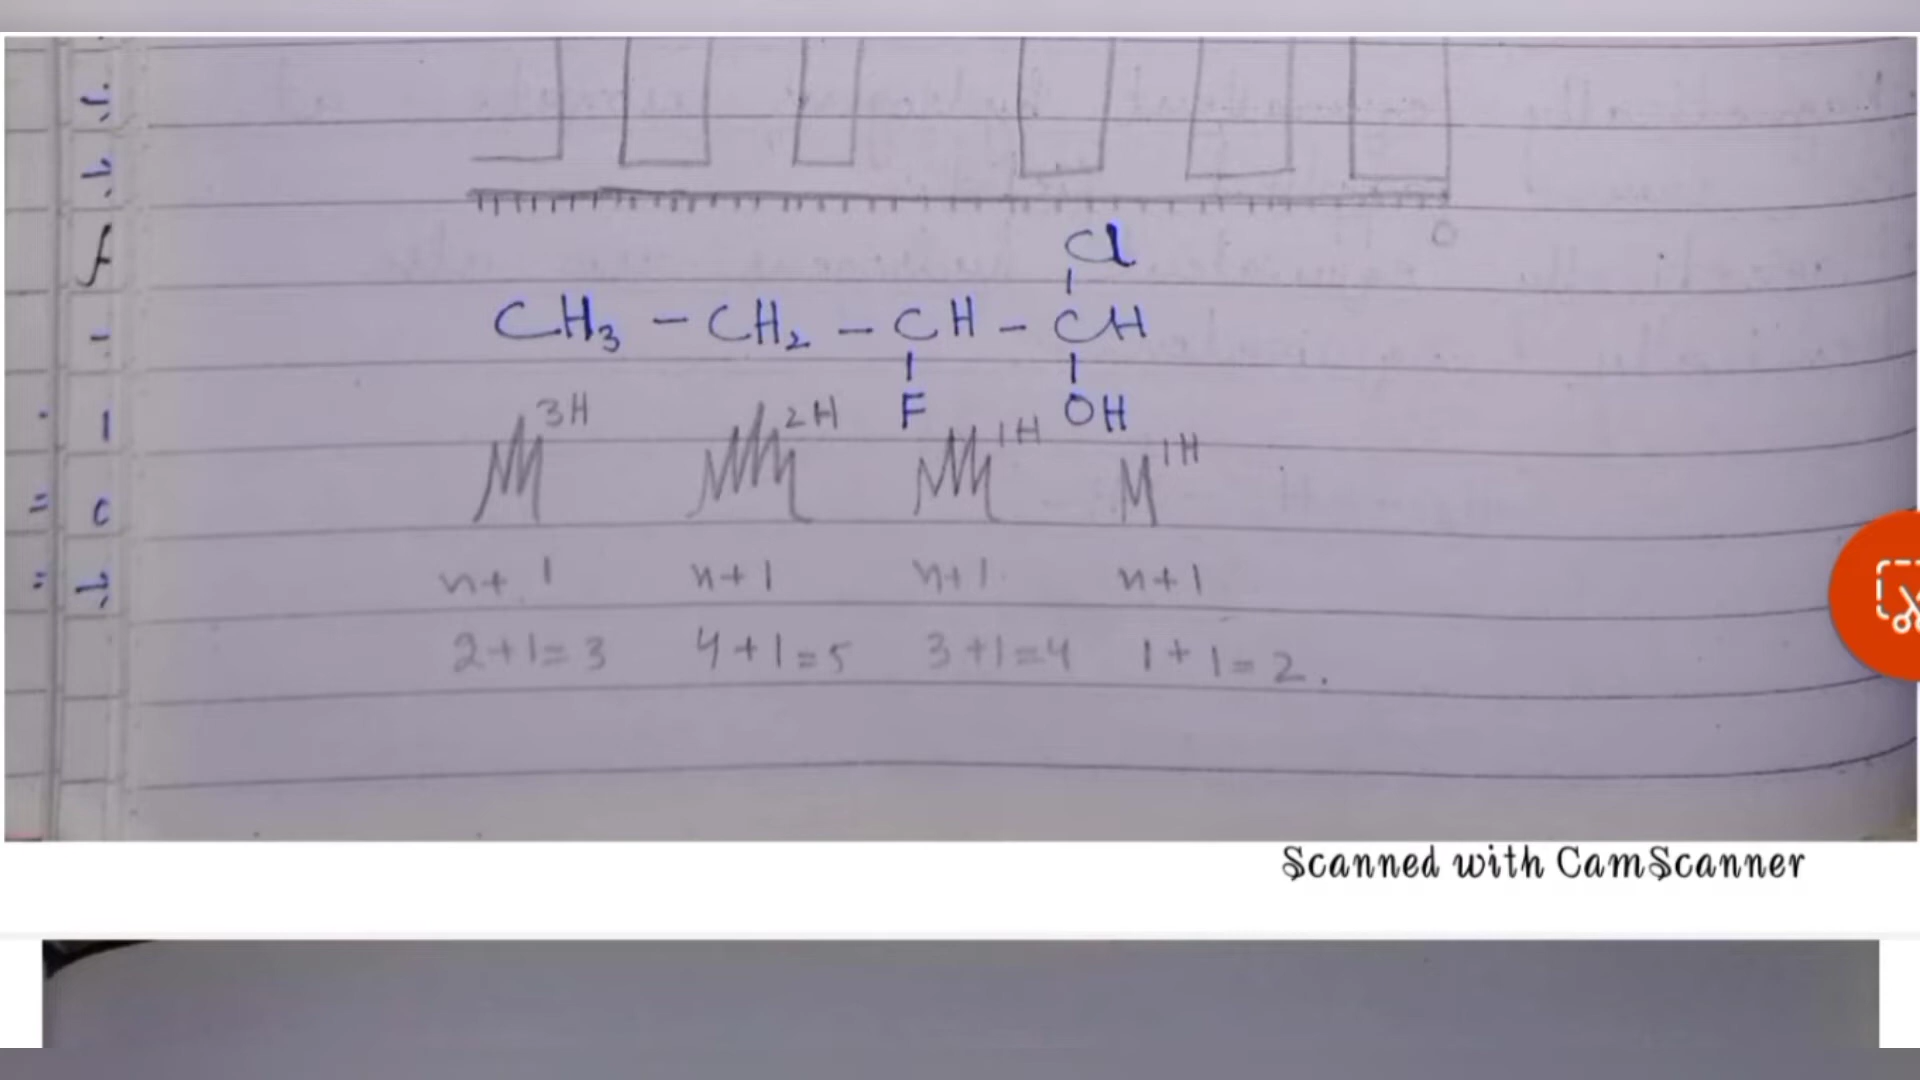 0
Cl
CH₃ - CH₂ - CH - CH
F OH
3H 2H 1H 1H
n+1 n+1 n+1 n+1
2+1=3 4+1=5 3+1=4 1+1=2.
Scanned with CamScanner